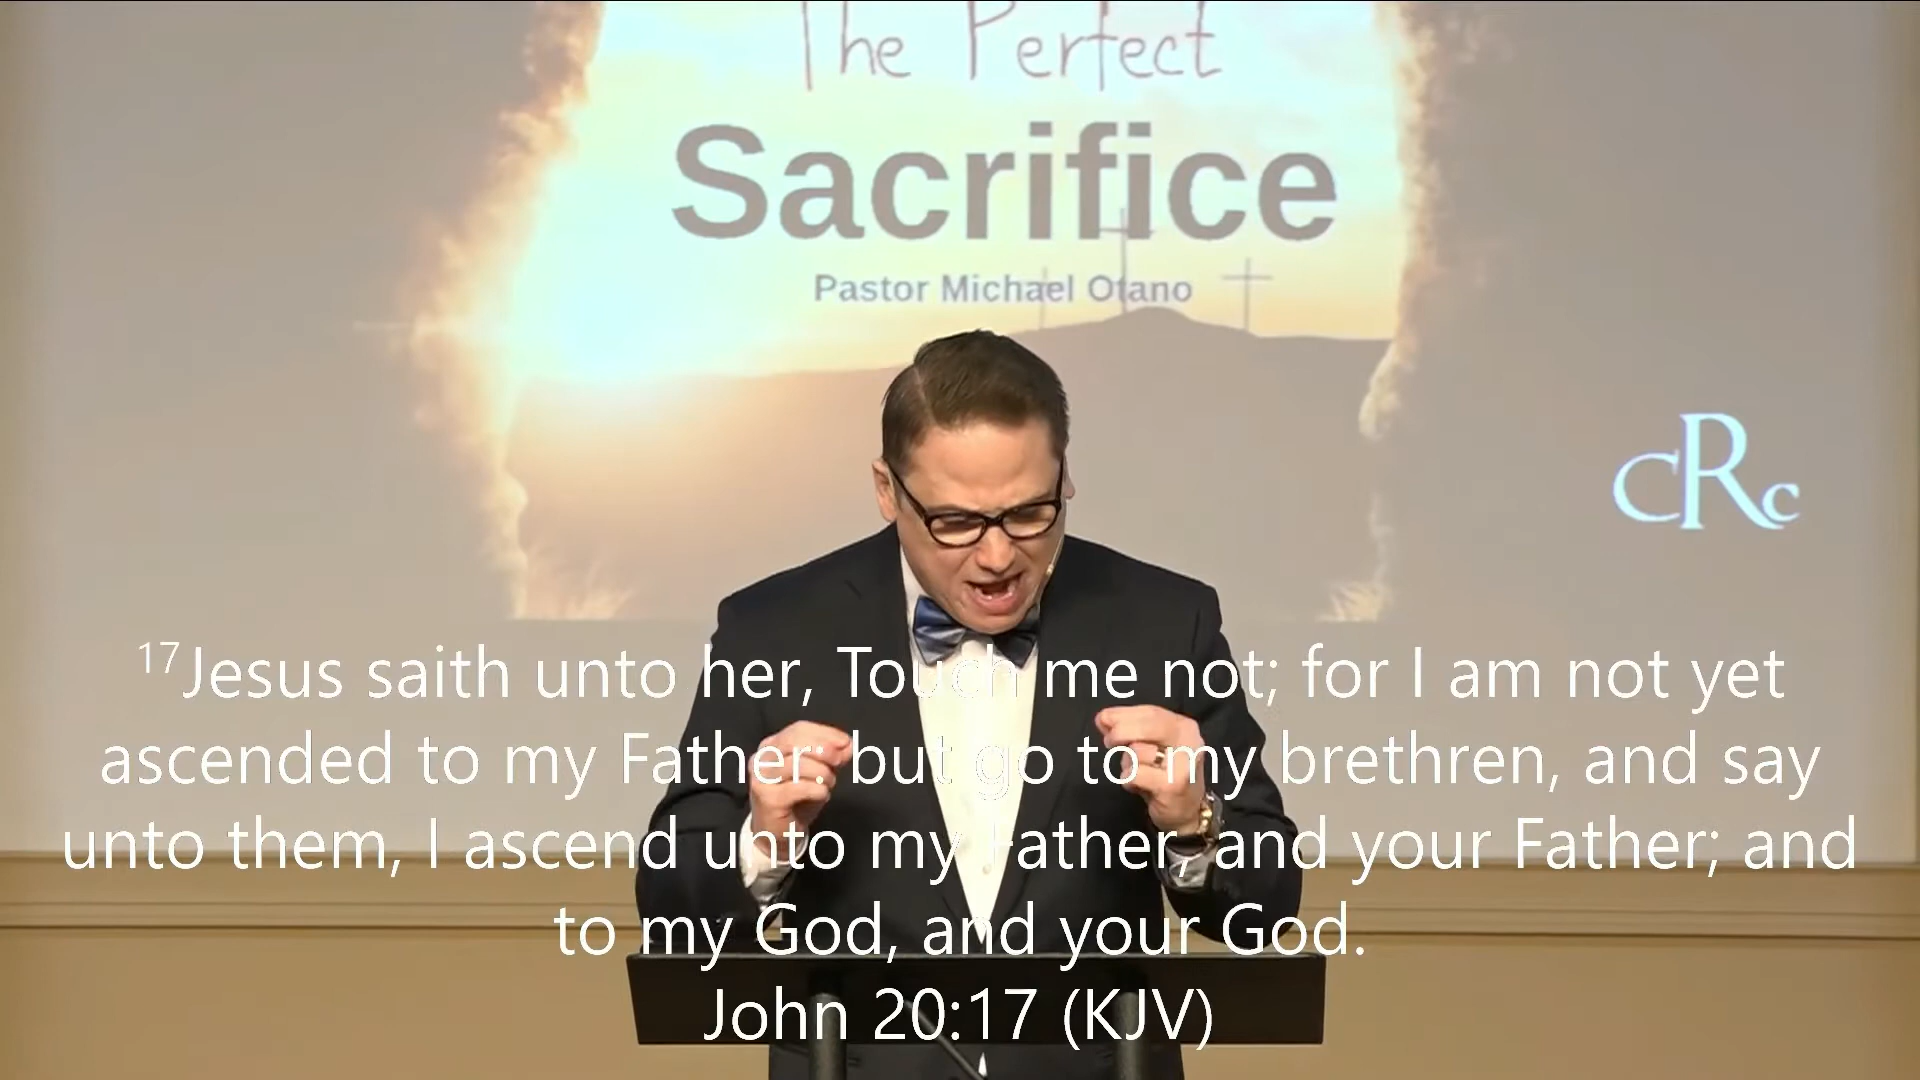 The Perfect
Sacrifice
Pastor Michael Otano
CRC
17Jesus saith unto her, Touch me not; for I am not yet
ascended to my Father: but go to my brethren, and say
unto them, I ascend unto my Father, and your Father; and
to my God, and your God.
John 20:17 (KJV)